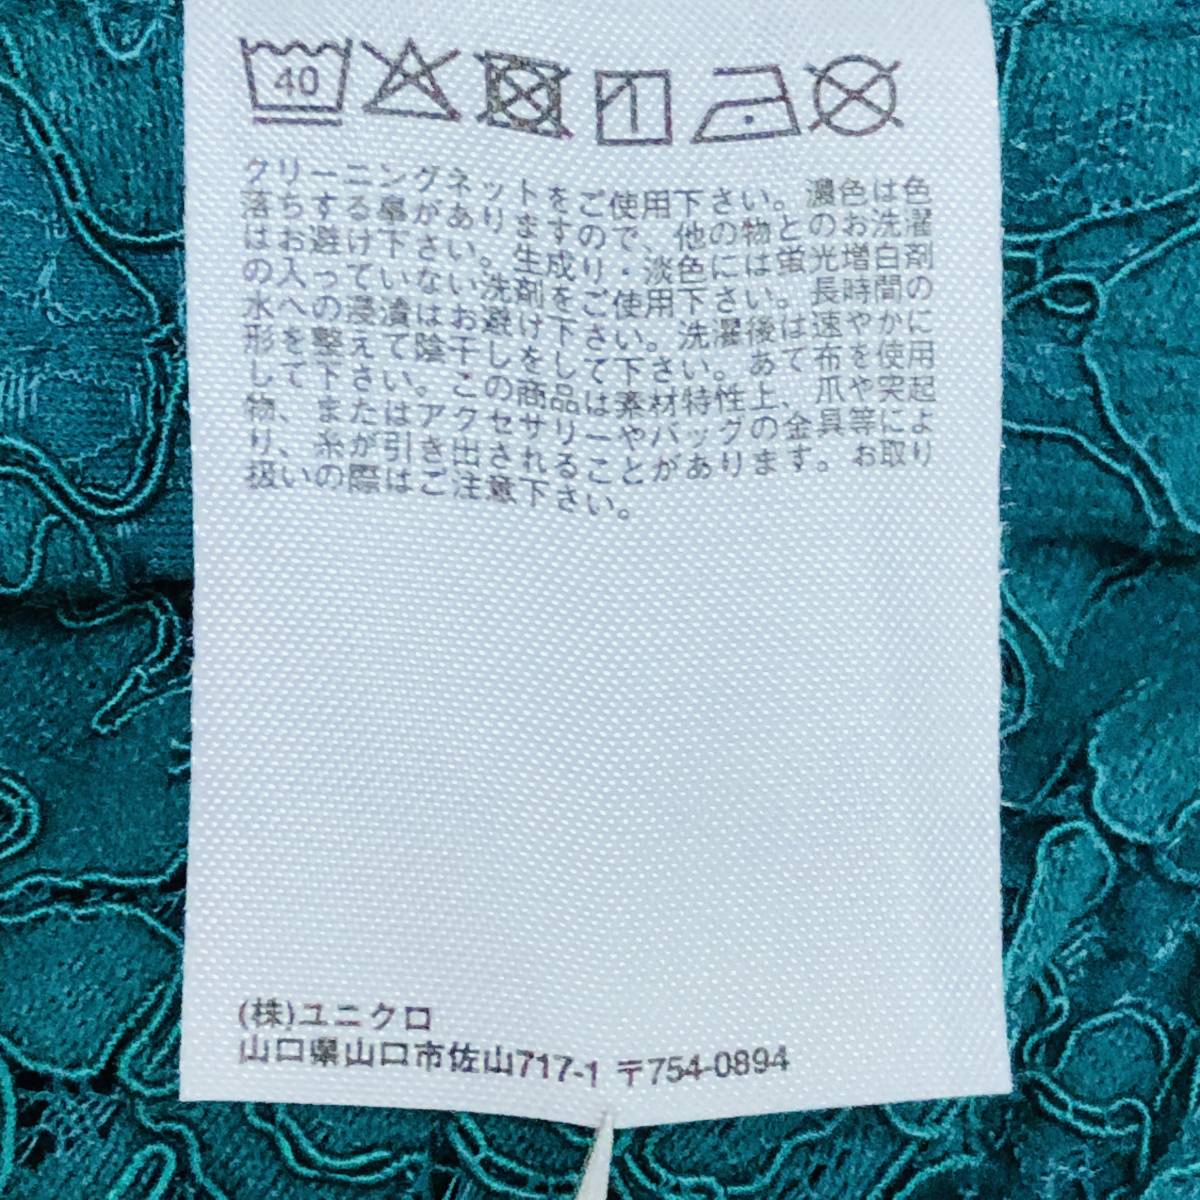 40
クリーニングネットをご使用下さい。濃色は色
落ちする事がありますので、他の物とのお洗濯
はお避け下さい。生成り・淡色には蛍光増白剤
の入っていない洗剤をご使用下さい。長時間の
水への浸漬はお避け下さい。洗濯後は速やかに
形を整えて陰干しをして下さい。あて布を使用
して下さい。この商品は素材特性上、爪や突起
物、またはアクセサリーやバッグの金具等によ
り、糸が引き出されることがあります。お取り
扱いの際はご注意下さい。
(株)ユニクロ
山口県山口市佐山717-1 〒754-0894